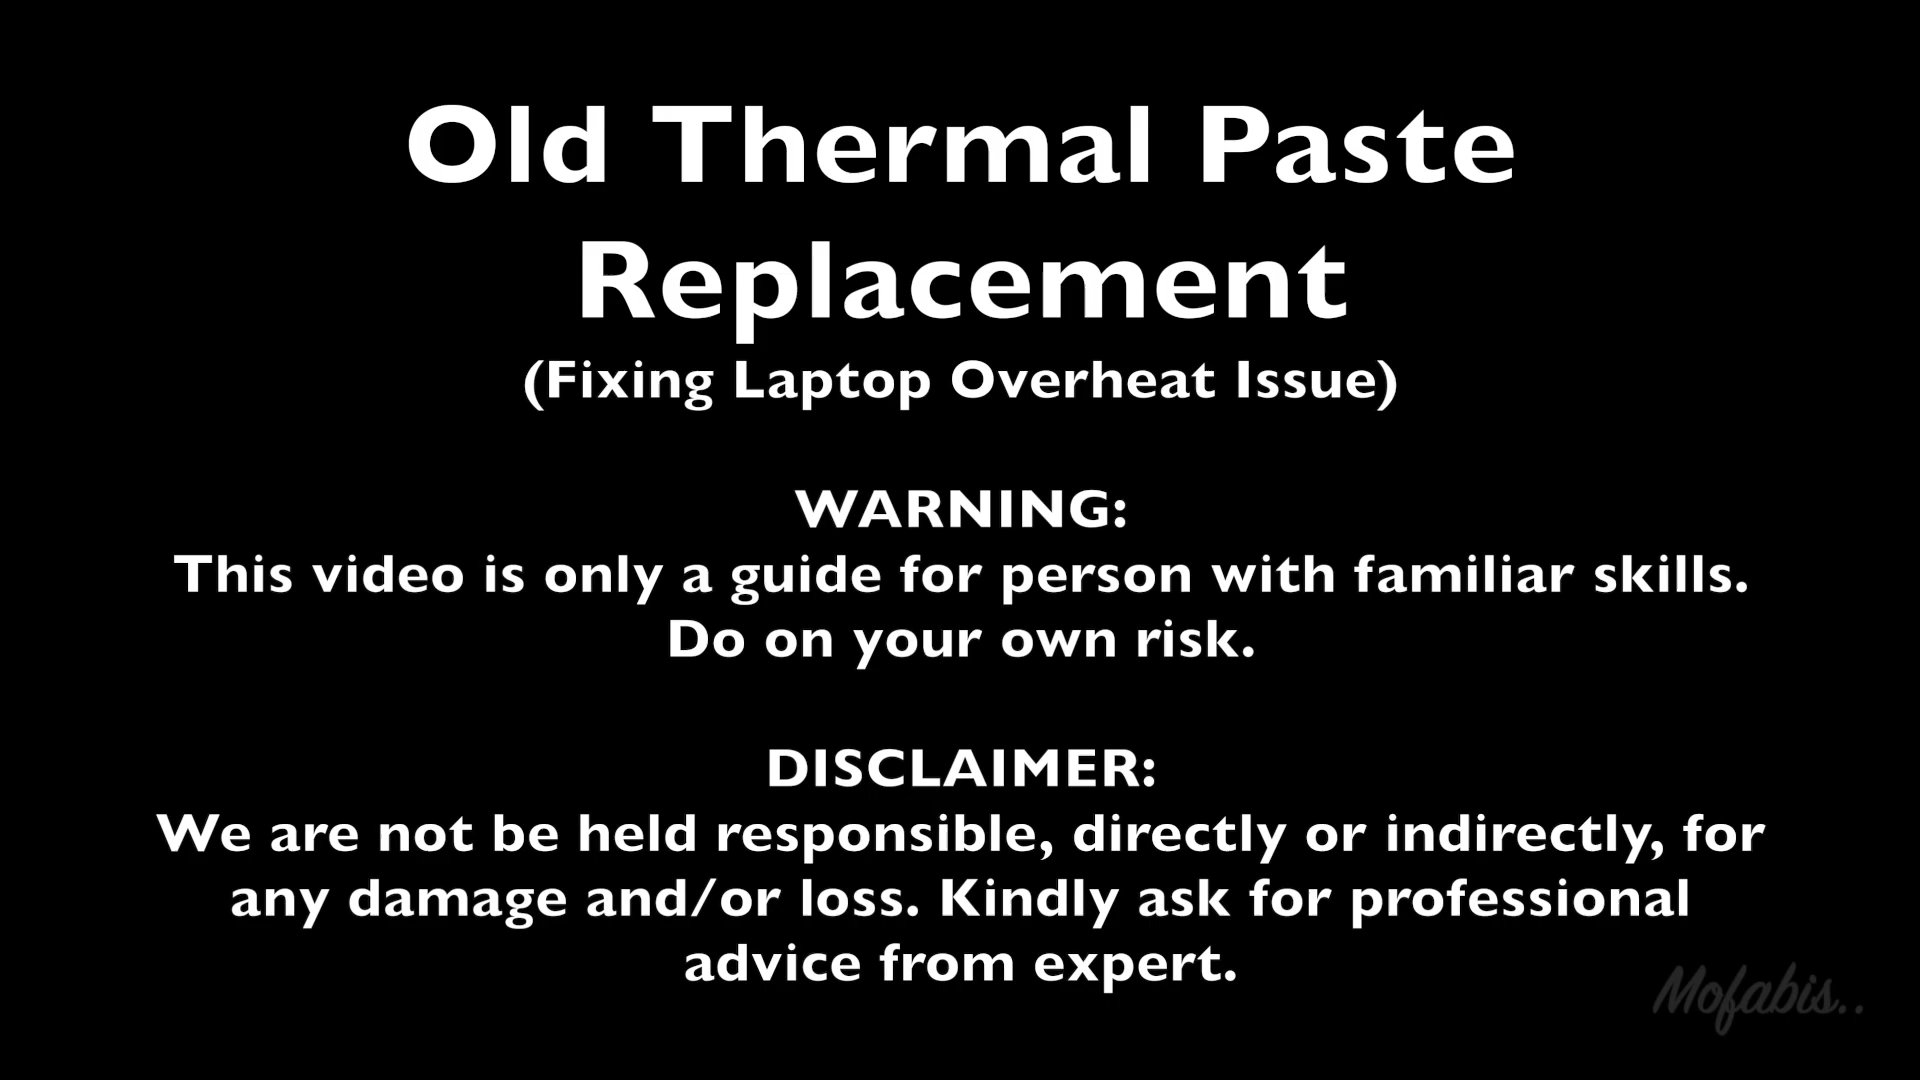 Old Thermal Paste
Replacement
(Fixing Laptop Overheat Issue)
WARNING:
This video is only a guide for person with familiar skills.
Do on your own risk.
DISCLAIMER:
We are not be held responsible, directly or indirectly, for
any damage and/or loss. Kindly ask for professional
advice from expert.
Mofabis..